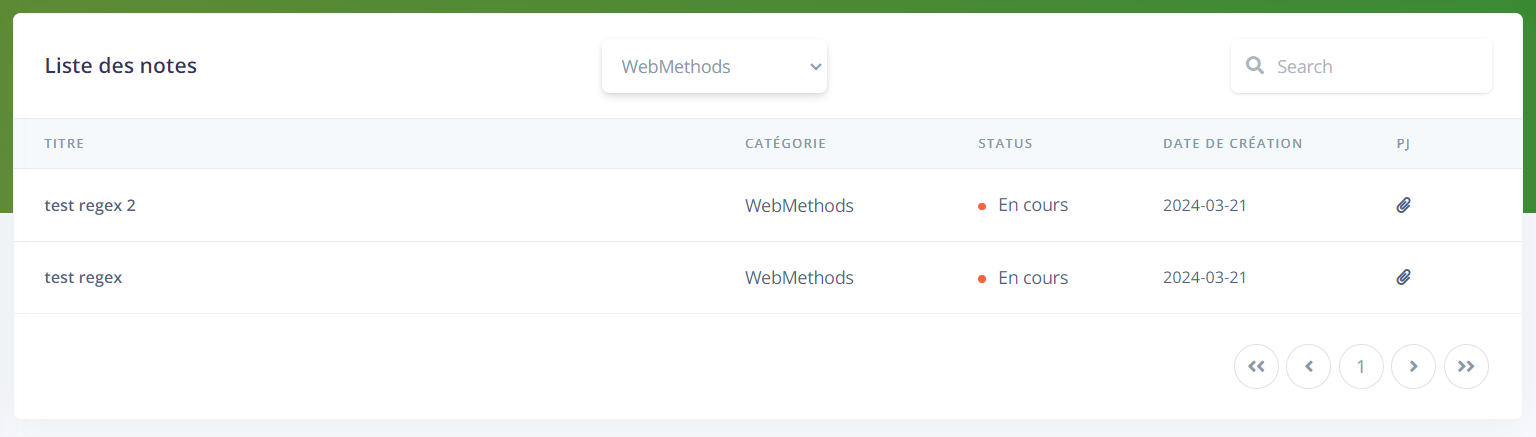 Liste des notes
WebMethods
Search
TITRE CATÉGORIE STATUS DATE DE CRÉATION PJ
test regex 2 WebMethods En cours 2024-03-21
test regex WebMethods En cours 2024-03-21
1